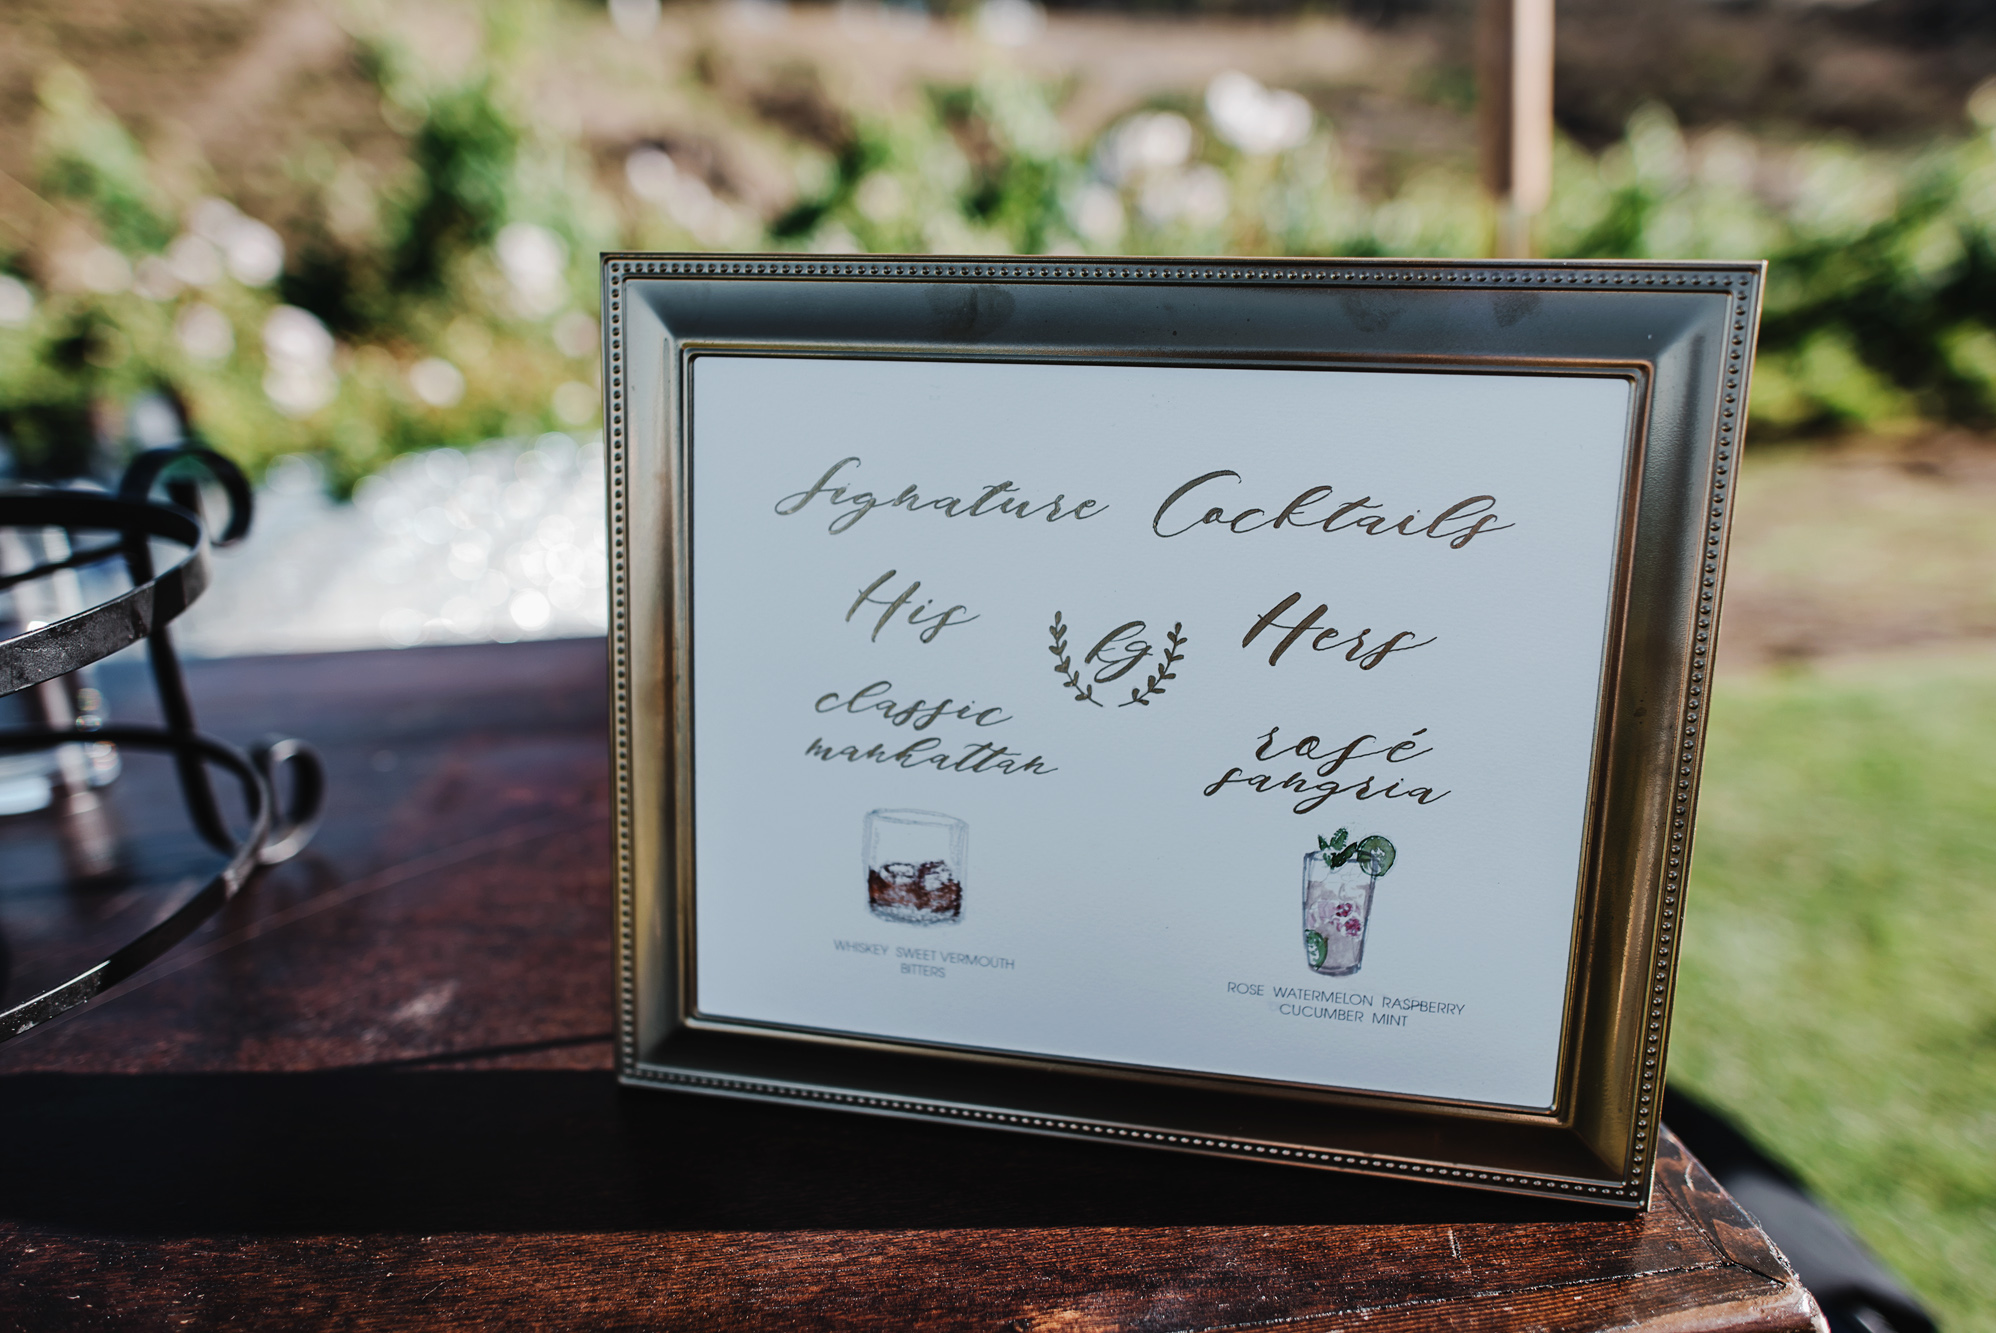 Signature Cocktails
His
kg
Hers
classic
manhattan
WHISKEY SWEET VERMOUTH
BITTERS
rosé
sangria
ROSE WATERMELON RASPBERRY
CUCUMBER MINT